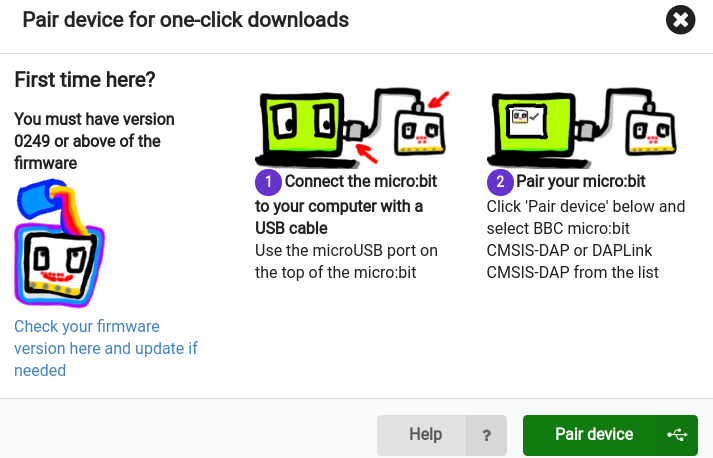 Pair device for one-click downloads
First time here?
You must have version
0249 or above of the
firmware
Check your firmware
version here and update if
needed
1 Connect the micro:bit
to your computer with a
USB cable
Use the microUSB port on
the top of the micro:bit
2 Pair your micro:bit
Click 'Pair device' below and
select BBC micro:bit
CMSIS-DAP or DAPLink
CMSIS-DAP from the list
Help ?
Pair device